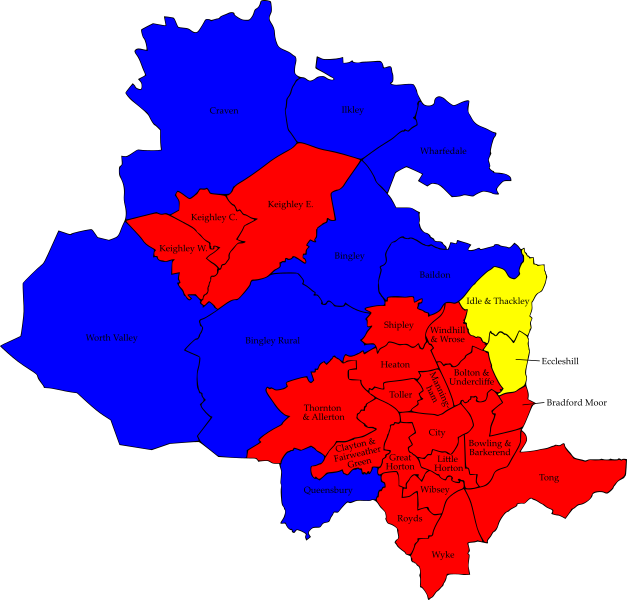 Craven
Ilkley
Wharfedale
Keighley E.
Keighley C.
Keighley W.
Bingley
Baildon
Idle & Thackley
Worth Valley
Bingley Rural
Shipley
Windhill
& Wrose
Eccleshill
Heaton
Bolton &
Undercliffe
Manning-
ham
Toller
Bradford Moor
Thornton
& Allerton
City
Clayton &
Fairweather
Green
Great
Horton
Little
Horton
Bowling &
Barkerend
Tong
Queensbury
Wibsey
Royds
Wyke